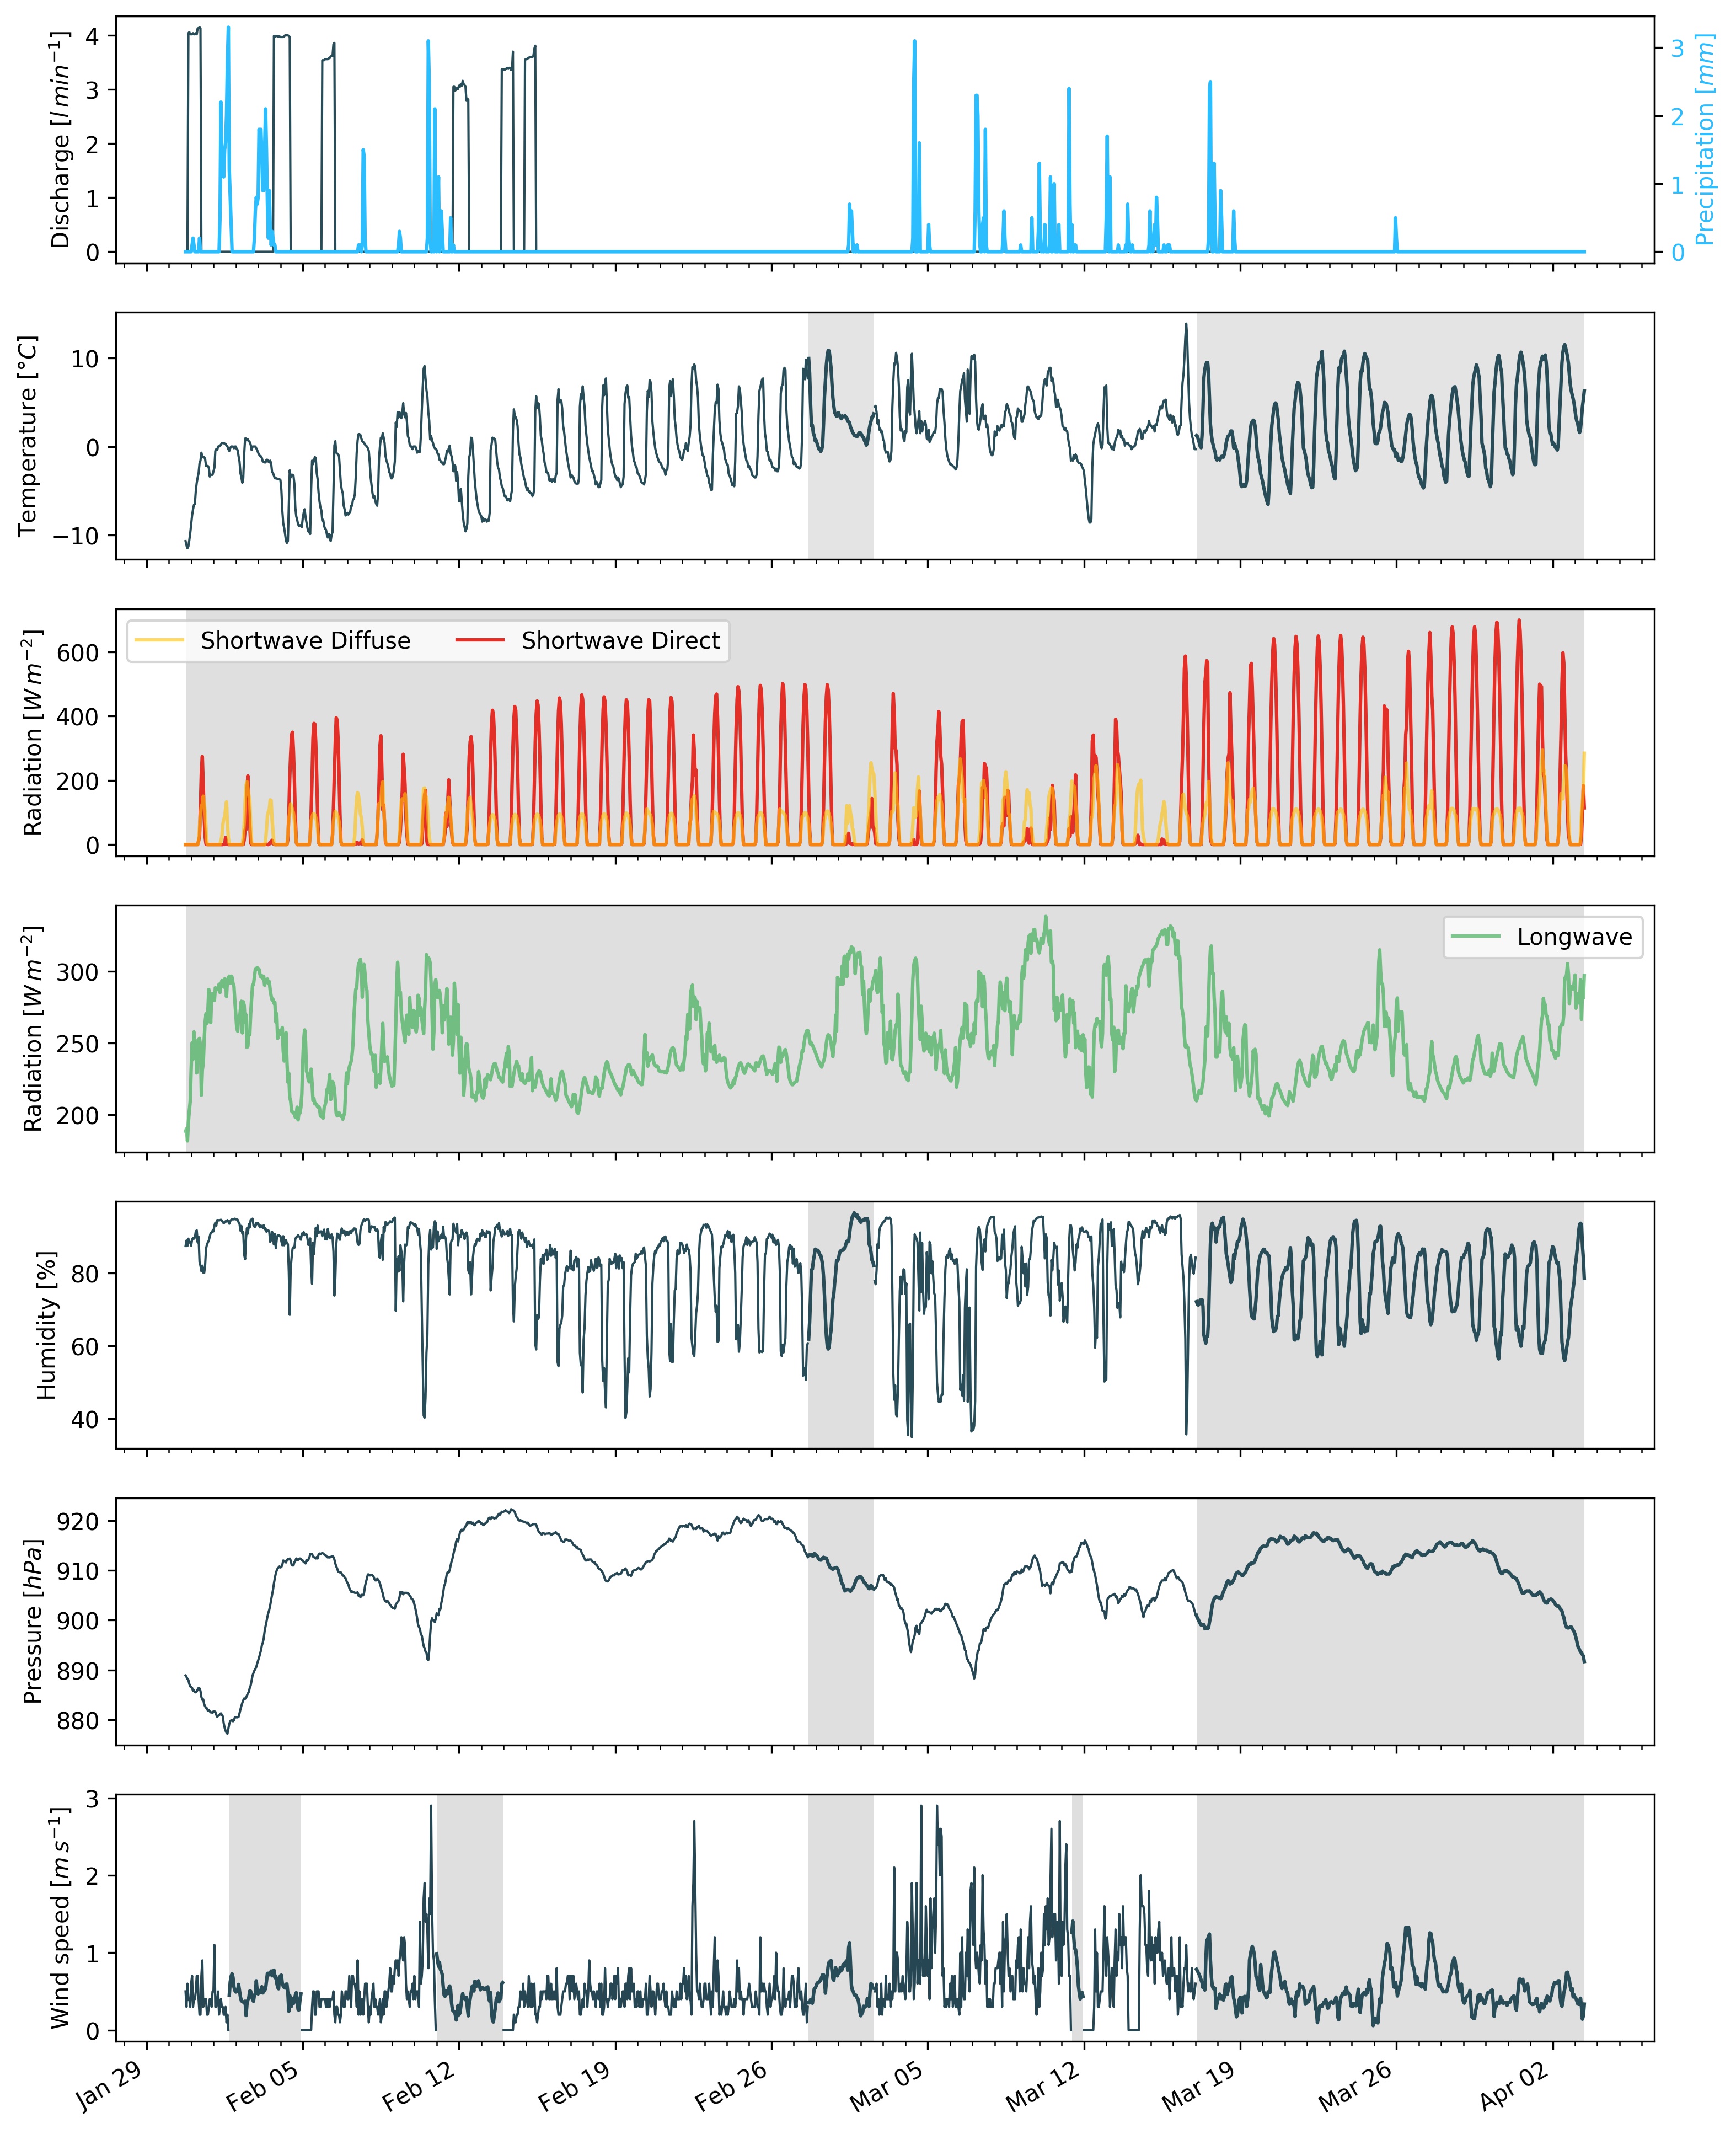 Discharge [l min⁻¹]
4
3
2
1
0
Precipitation [mm]
3
2
1
0
Temperature [°C]
10
0
−10
Radiation [W m⁻²]
600
400
200
0
Shortwave Diffuse
Shortwave Direct
Radiation [W m⁻²]
300
250
200
Longwave
Humidity [%]
80
60
40
Pressure [hPa]
920
910
900
890
880
Wind speed [m s⁻¹]
3
2
1
0
Jan 29
Feb 05
Feb 12
Feb 19
Feb 26
Mar 05
Mar 12
Mar 19
Mar 26
Apr 02